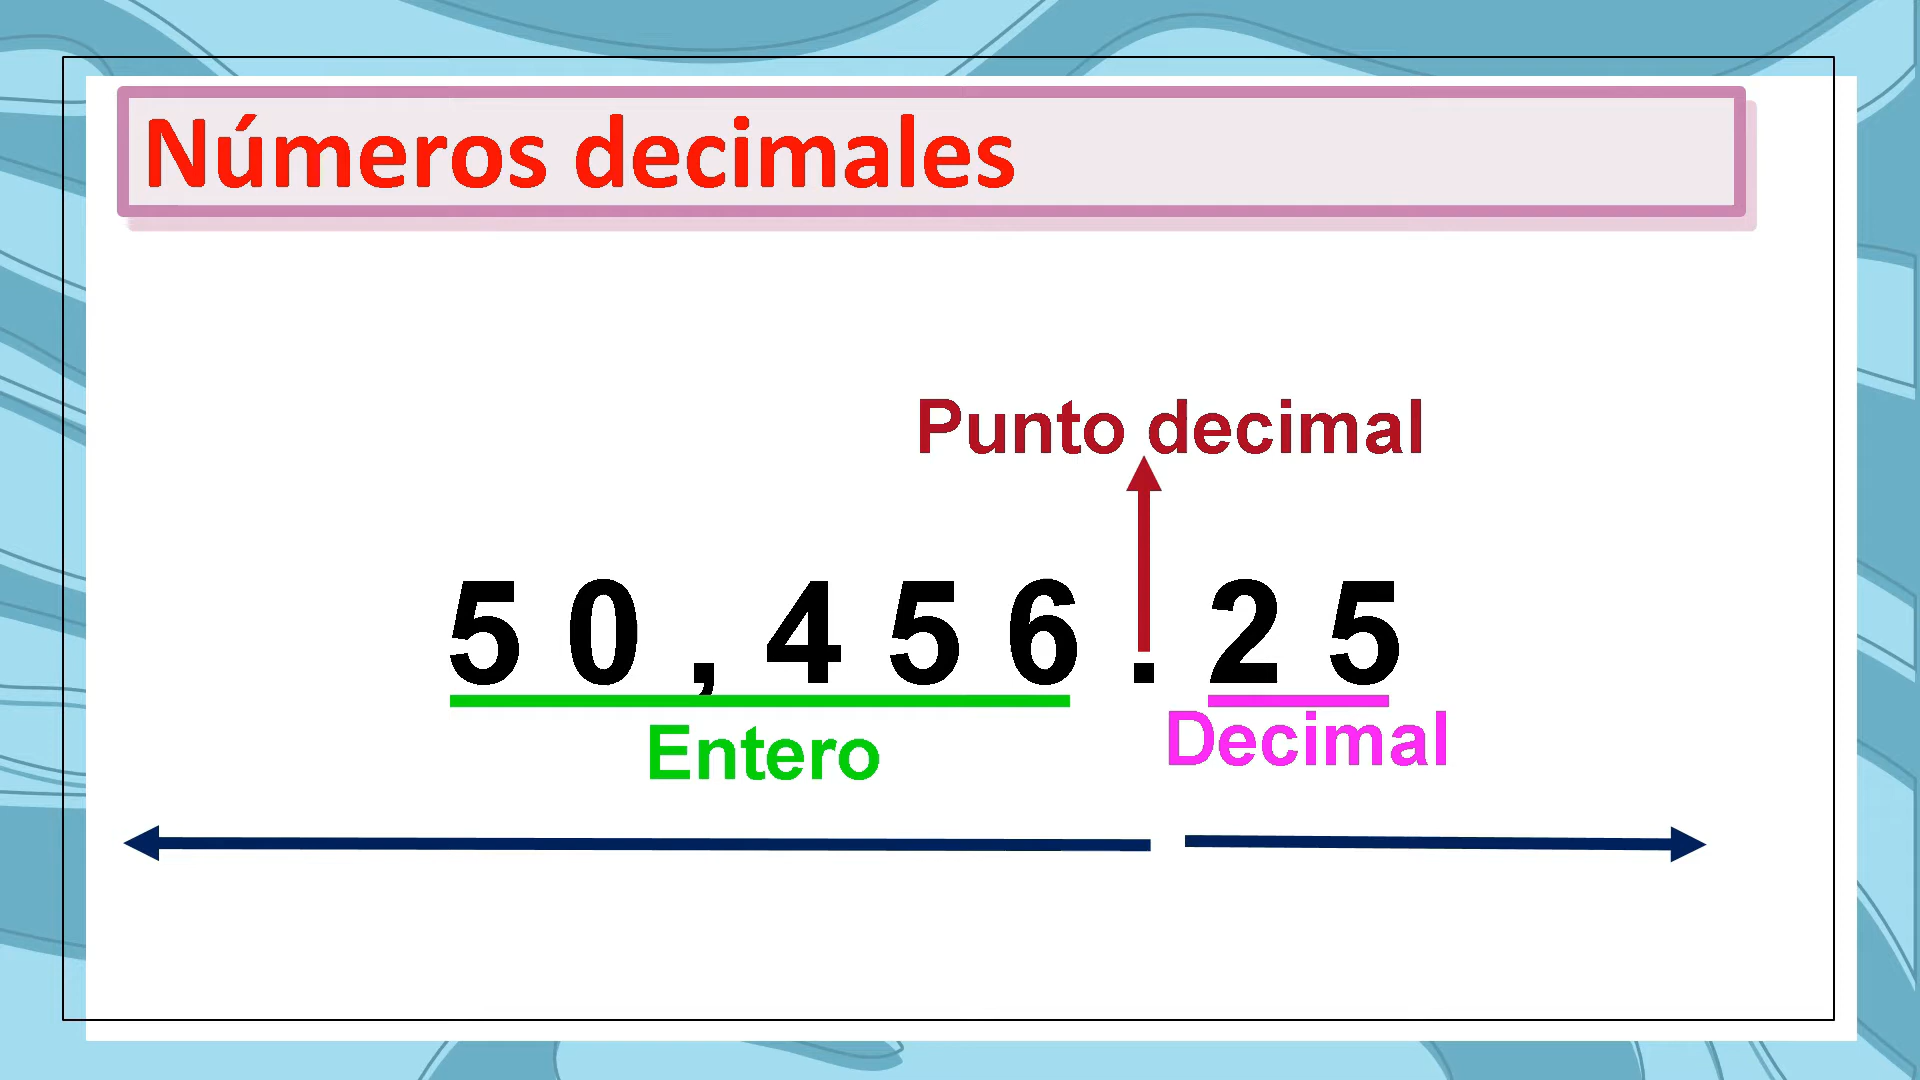 Números decimales
Punto decimal
5 0 , 4 5 6 . 2 5
Entero Decimal